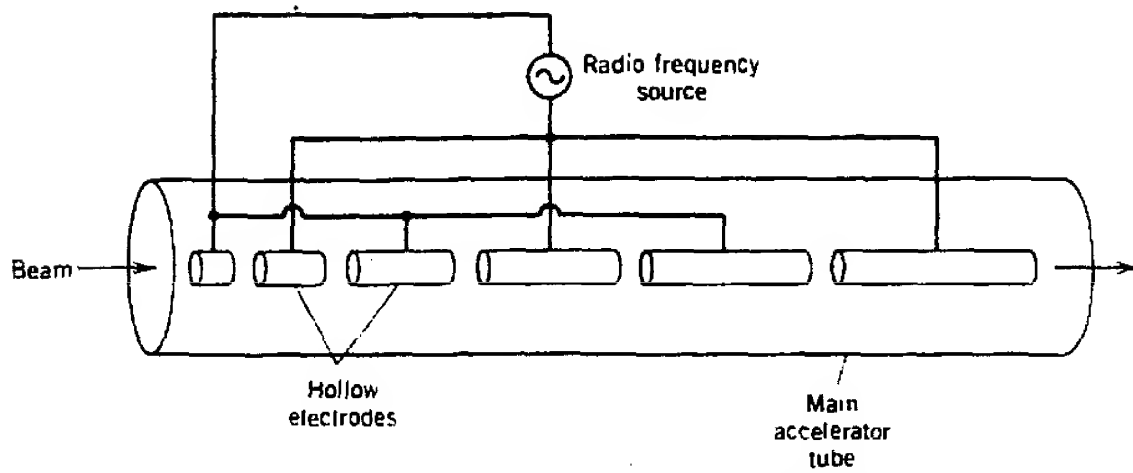 Radio frequency
source
Beam
Hollow
electrodes
Main
accelerator
tube